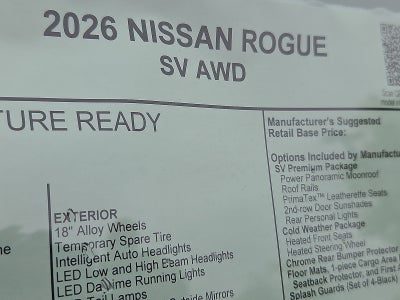 2026 NISSAN ROGUE
SV AWD
TURE READY
EXTERIOR
18" Alloy Wheels
Temporary Spare Tire
Intelligent Auto Headlights
LED Low and High Beam Headlights
LED Daytime Running Lights
Tail Lamps
Outside Mirrors
Manufacturer's Suggested
Retail Base Price:
Options Included by Manufactu
SV Premium Package
Power Panoramic Moonroof
Roof Rails
PrimaTex™ Leatherette Seats
2nd-row Door Sunshades
Rear Personal Lights
Cold Weather Package
Heated Front Seats
Heated Steering Wheel
Chrome Rear Bumper Protector
Floor Mats, 1-piece Cargo Area
Seatback Protector, and First A
Splash Guards (Set of 4-Black)